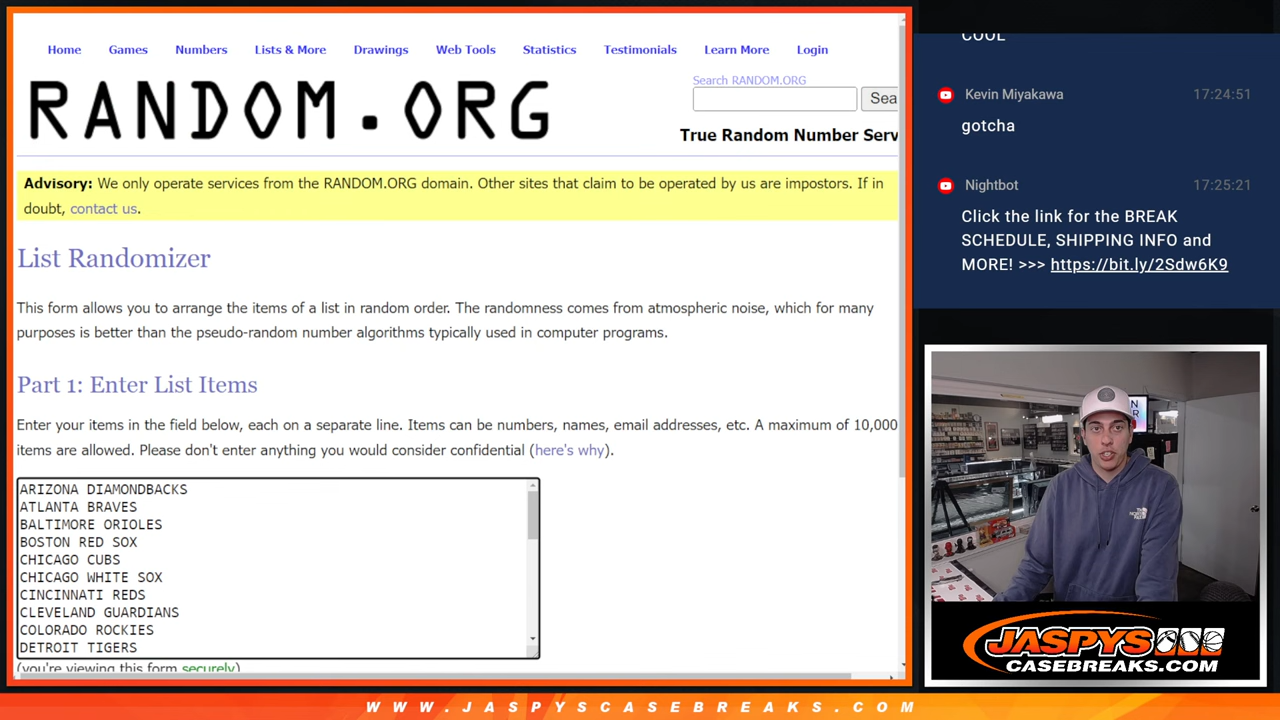 Home Games Numbers Lists & More Drawings Web Tools Statistics Testimonials Learn More Login
Search RANDOM.ORG
RANDOM.ORG
Sea
True Random Number Serv
Advisory: We only operate services from the RANDOM.ORG domain. Other sites that claim to be operated by us are impostors. If in
doubt, contact us.
List Randomizer
This form allows you to arrange the items of a list in random order. The randomness comes from atmospheric noise, which for many
purposes is better than the pseudo-random number algorithms typically used in computer programs.
Part 1: Enter List Items
Enter your items in the field below, each on a separate line. Items can be numbers, names, email addresses, etc. A maximum of 10,000
items are allowed. Please don't enter anything you would consider confidential (here's why).
ARIZONA DIAMONDBACKS
ATLANTA BRAVES
BALTIMORE ORIOLES
BOSTON RED SOX
CHICAGO CUBS
CHICAGO WHITE SOX
CINCINNATI REDS
CLEVELAND GUARDIANS
COLORADO ROCKIES
DETROIT TIGERS
(you're viewing this form securely)
COOL
Kevin Miyakawa 17:24:51
gotcha
Nightbot 17:25:21
Click the link for the BREAK
SCHEDULE, SHIPPING INFO and
MORE! >>> https://bit.ly/2Sdw6K9
JASPYS
CASEBREAKS.COM
WWW.JASPYSCASEBREAKS.COM